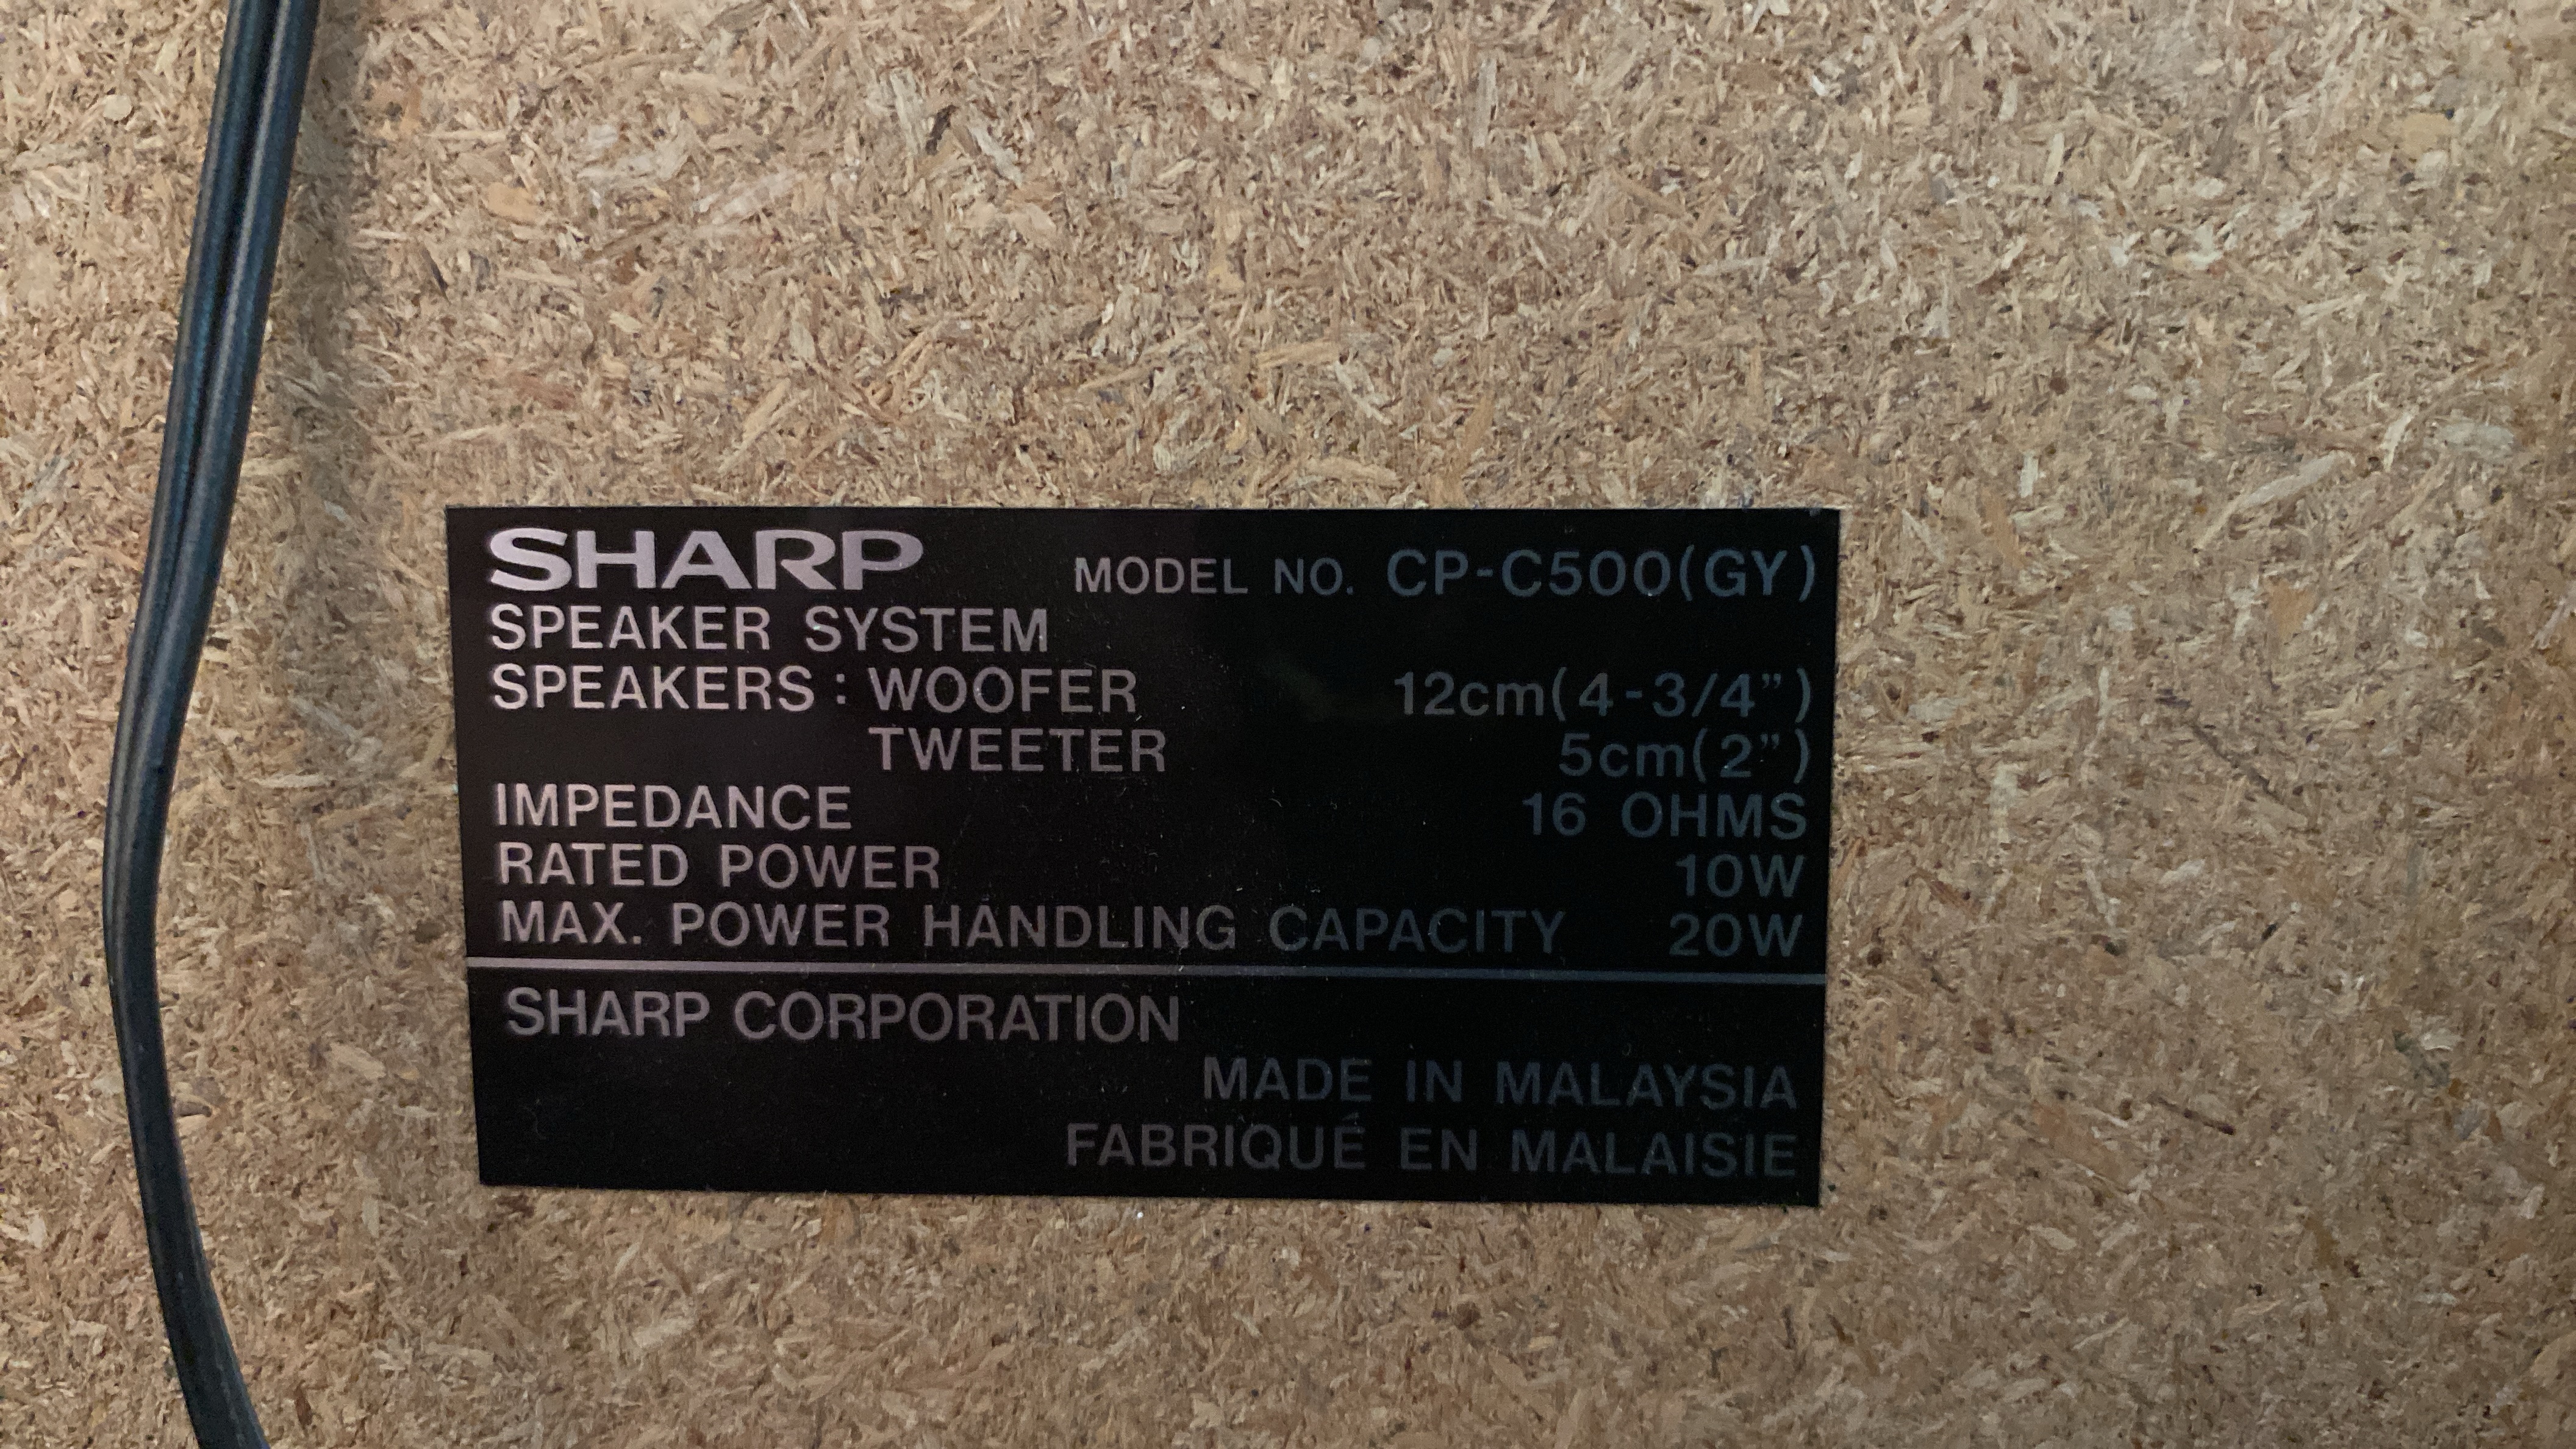 SHARP MODEL NO. CP-C500(GY)
SPEAKER SYSTEM
SPEAKERS : WOOFER 12cm(4-3/4”)
TWEETER 5cm(2”)
IMPEDANCE 16 OHMS
RATED POWER 10W
MAX. POWER HANDLING CAPACITY 20W
SHARP CORPORATION
MADE IN MALAYSIA
FABRIQUÉ EN MALAISIE